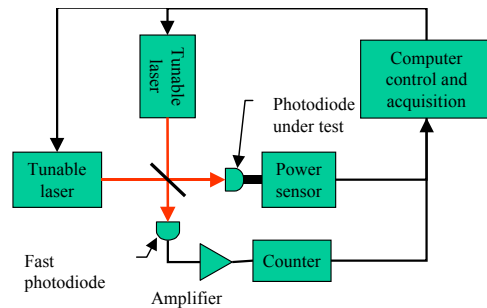 Tunable
laser
Computer
control and
acquisition
Photodiode
under test
Tunable
laser
Power
sensor
Fast
photodiode
Counter
Amplifier